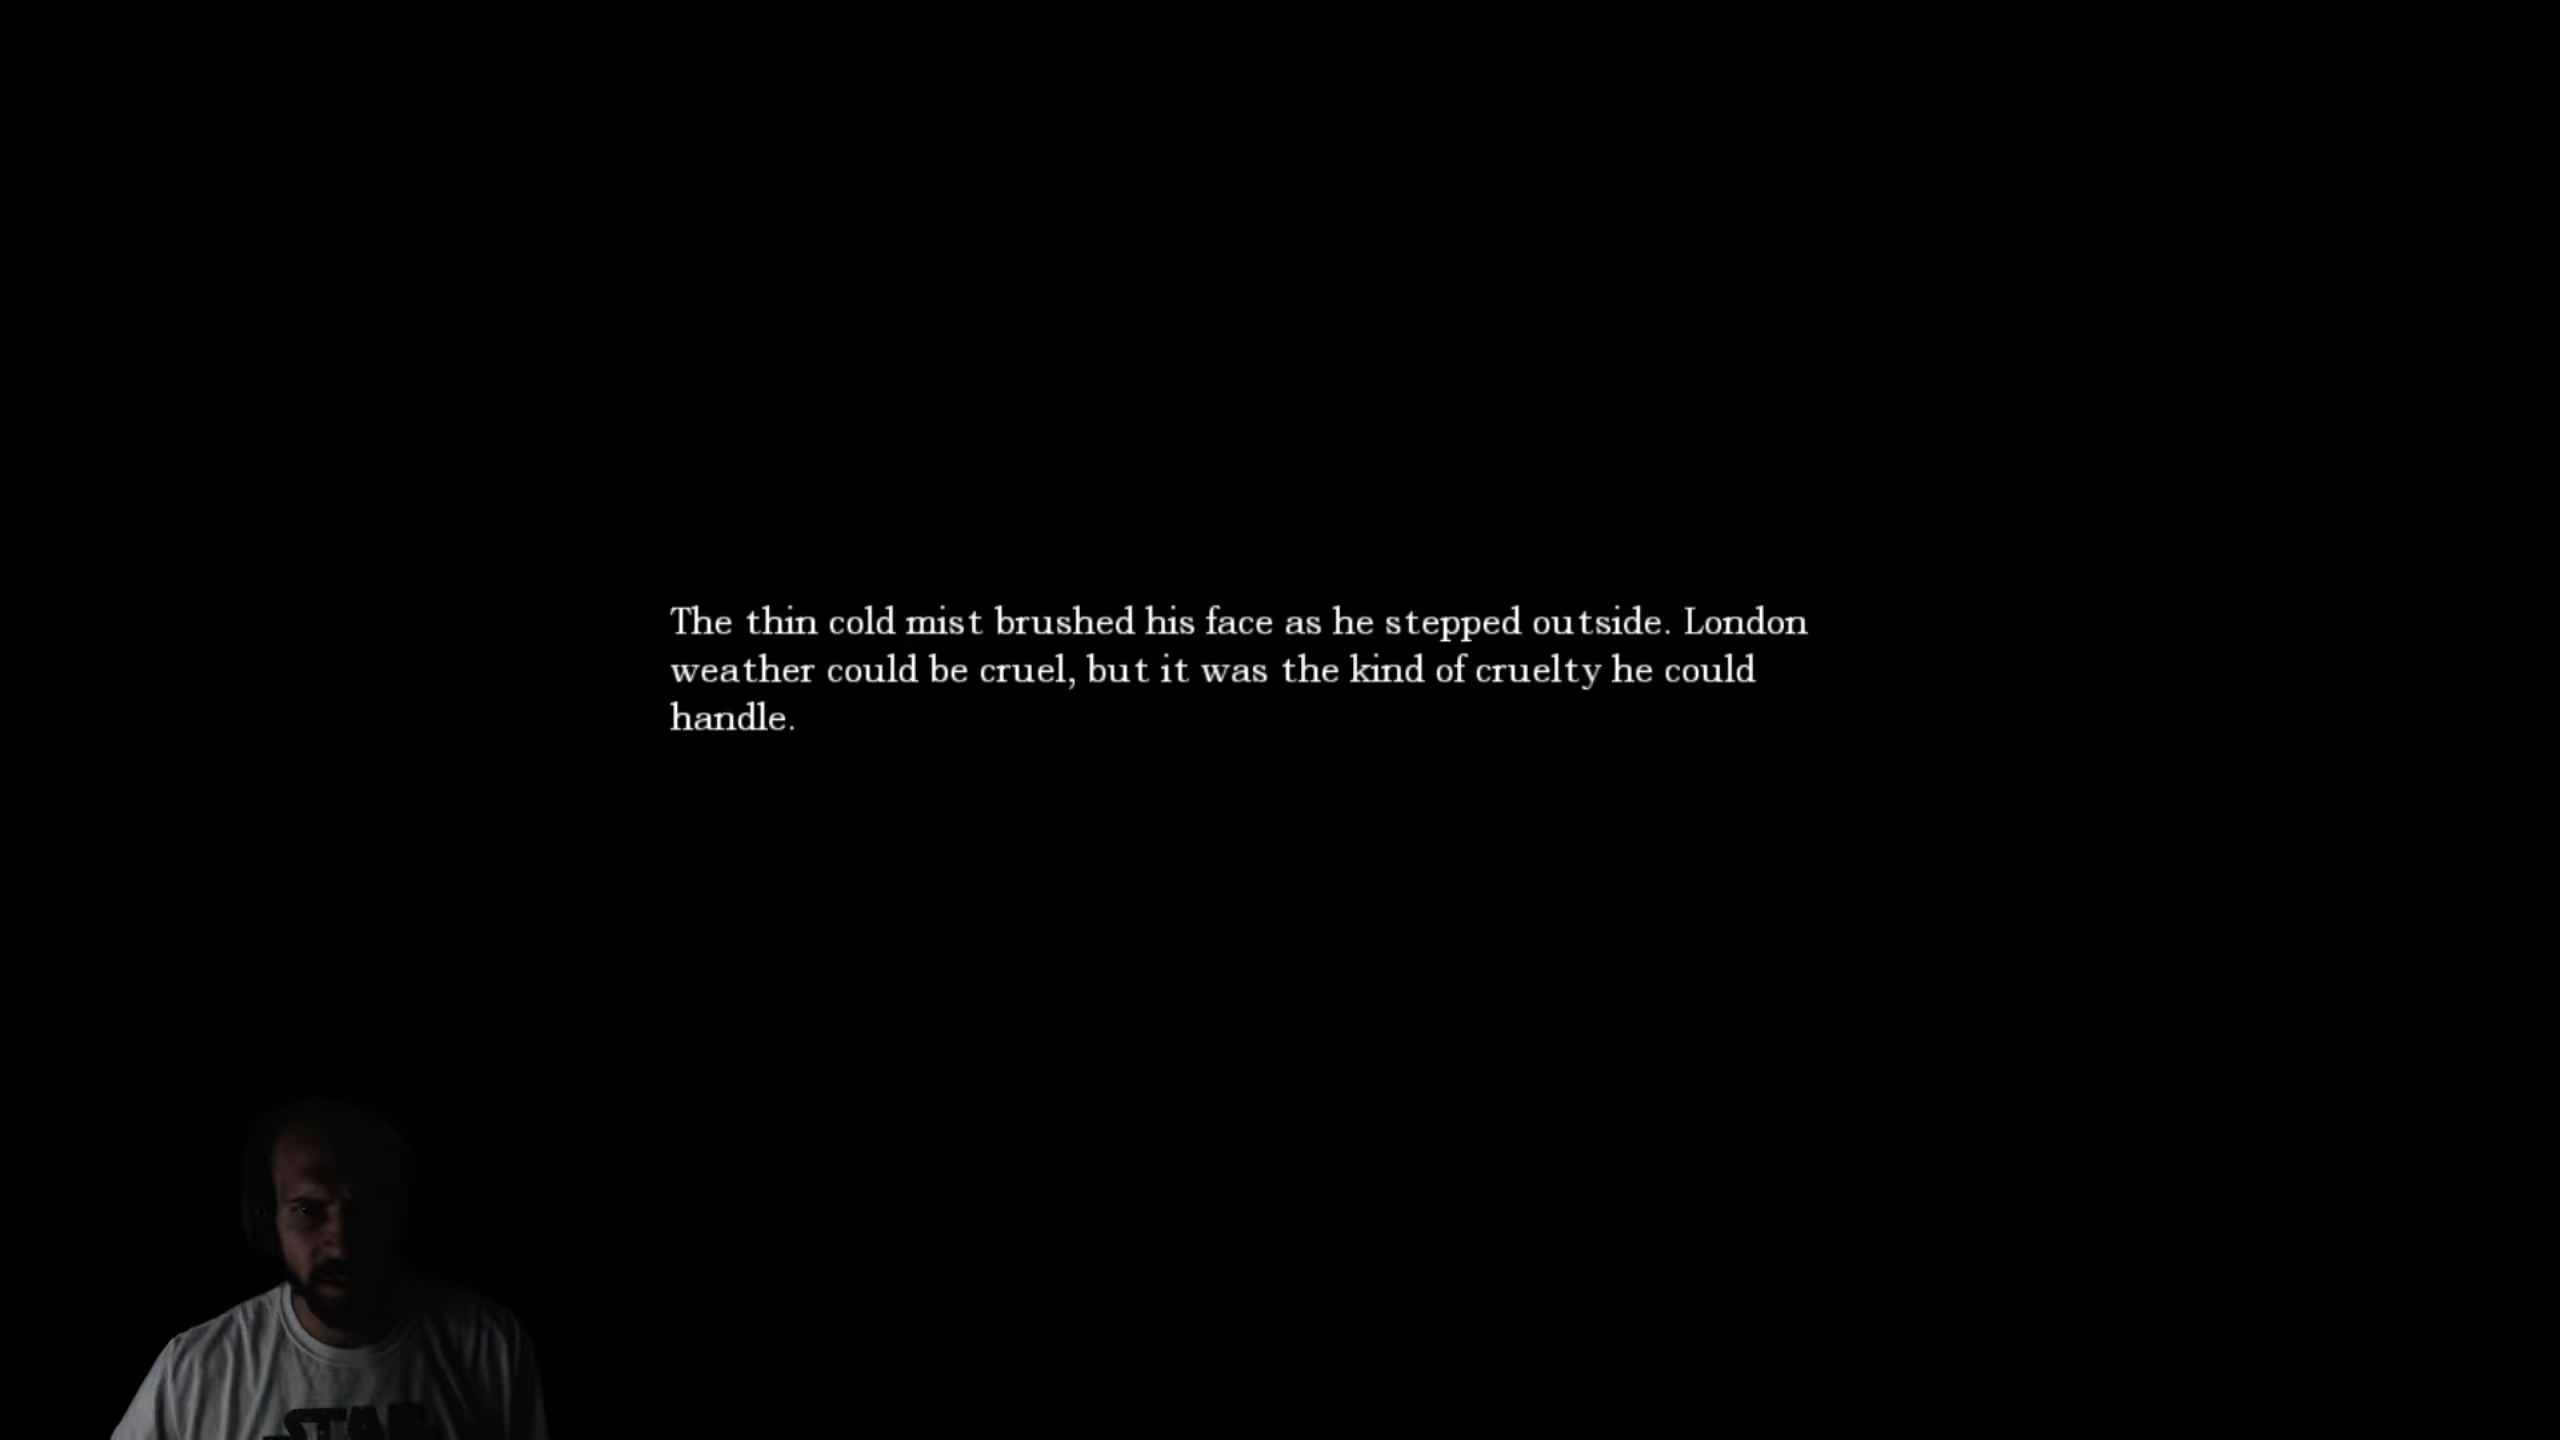 The thin cold mist brushed his face as he stepped outside. London
weather could be cruel, but it was the kind of cruelty he could
handle.
STAR